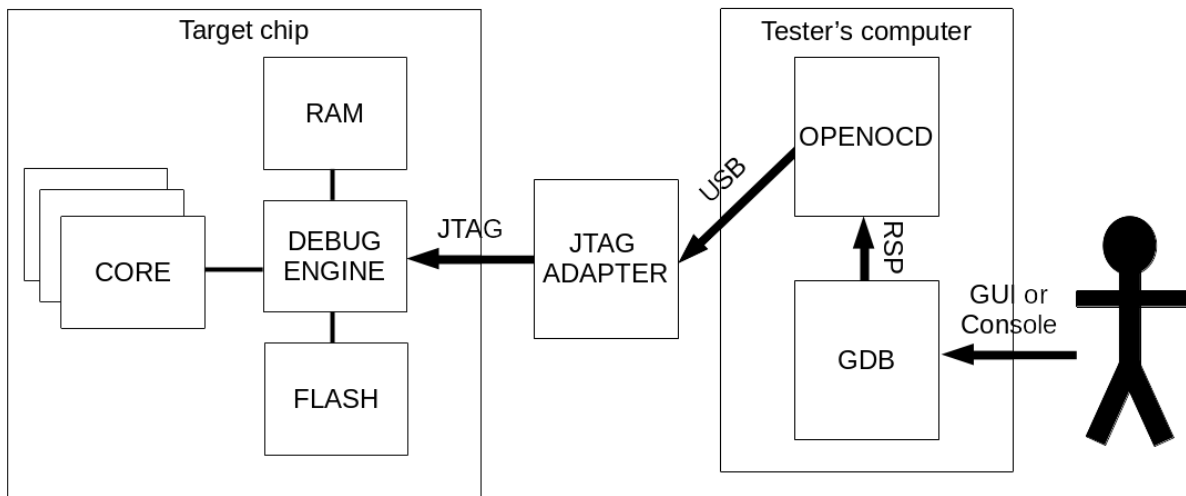 Target chip
RAM
CORE
DEBUG
ENGINE
FLASH
JTAG
JTAG
ADAPTER
USB
Tester's computer
OPENOCD
RSP
GDB
GUI or
Console